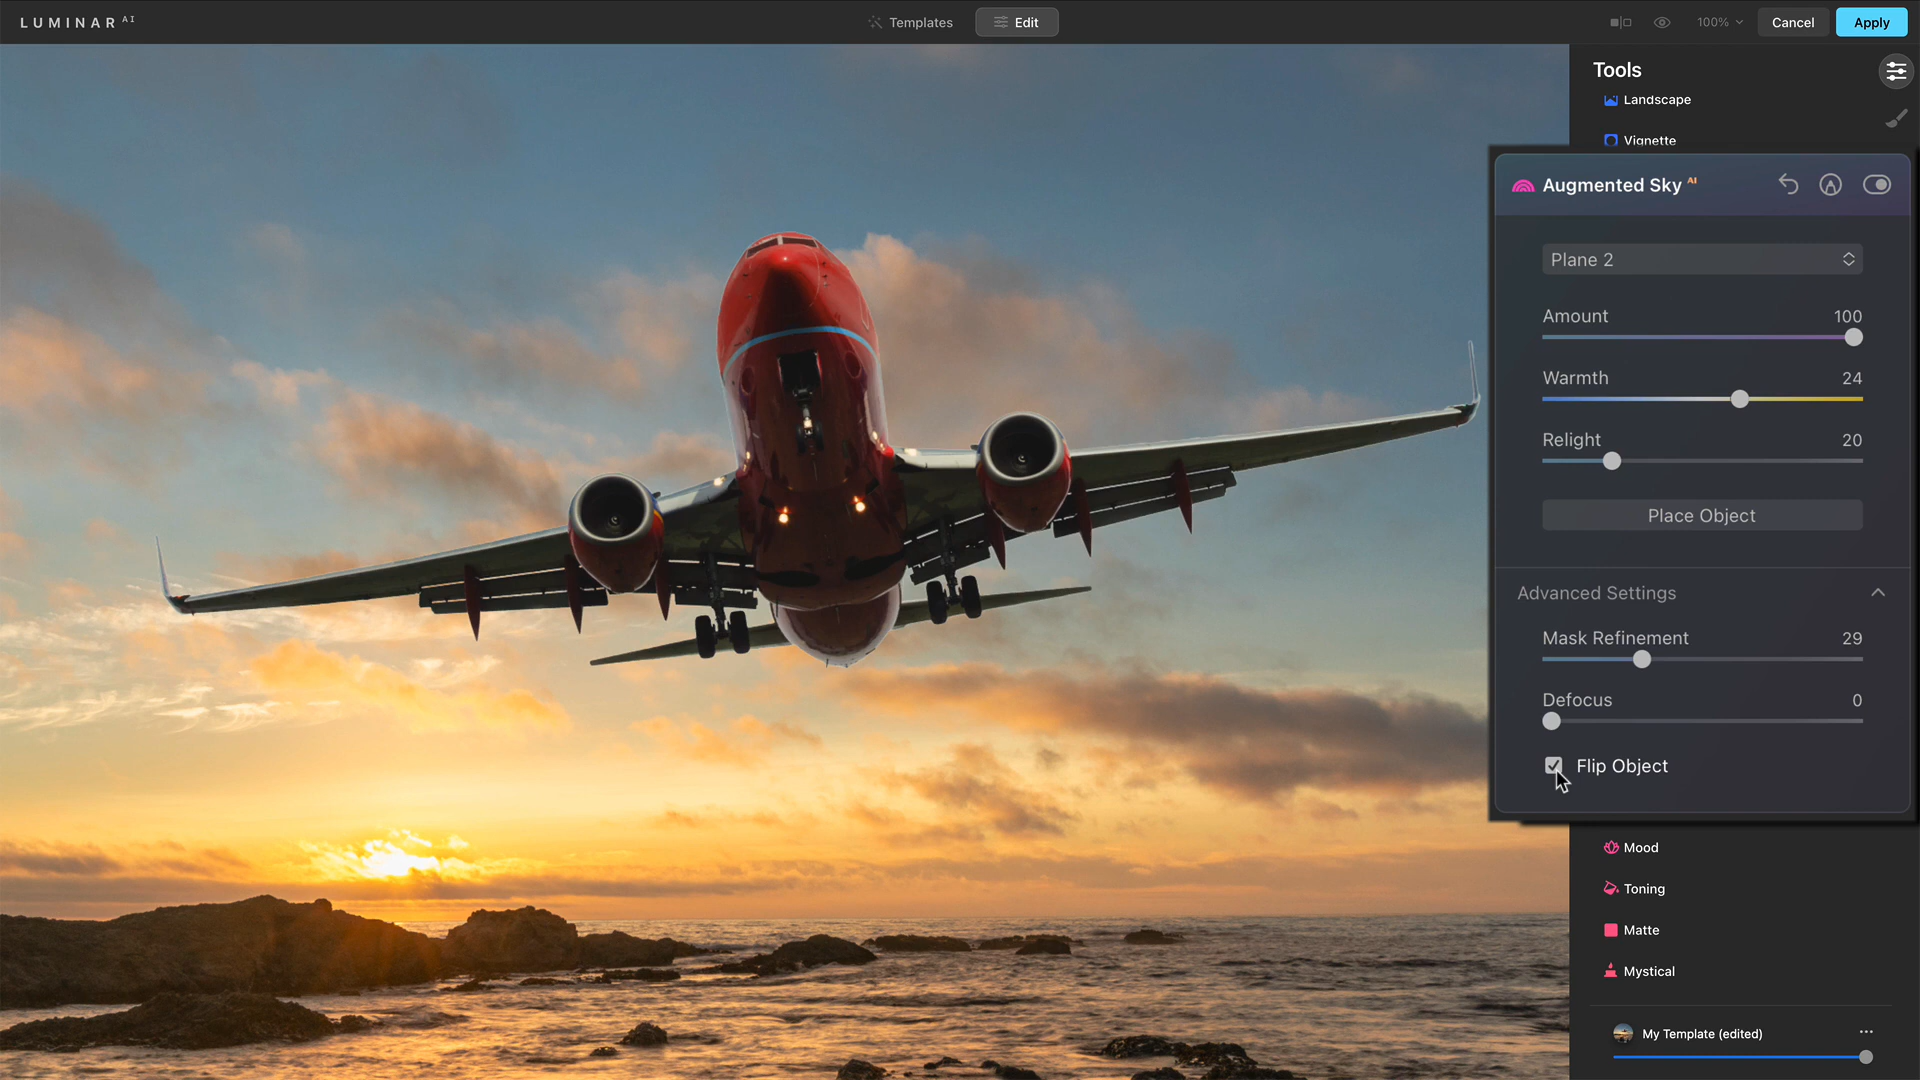 LUMINAR AI
Templates
Edit
100%
Cancel
Apply
Tools
Landscape
Vignette
Augmented Sky AI
Plane 2
Amount 100
Warmth 24
Relight 20
Place Object
Advanced Settings
Mask Refinement 29
Defocus 0
Flip Object
Mood
Toning
Matte
Mystical
My Template (edited)